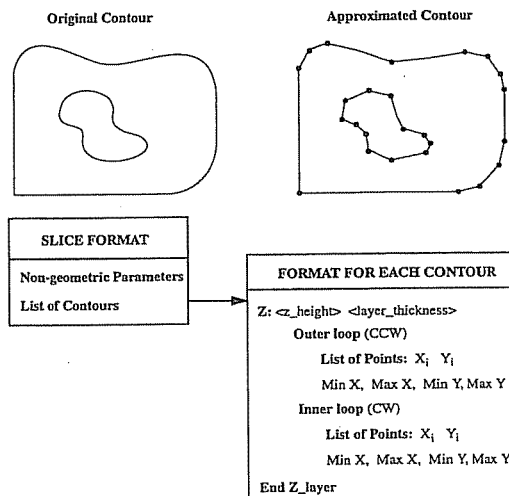 Original Contour
Approximated Contour
SLICE FORMAT
Non-geometric Parameters
List of Contours
FORMAT FOR EACH CONTOUR
Z: <z_height> <layer_thickness>
Outer loop (CCW)
List of Points: Xi Yi
Min X, Max X, Min Y, Max Y
Inner loop (CW)
List of Points: Xi Yi
Min X, Max X, Min Y, Max Y
End Z_layer